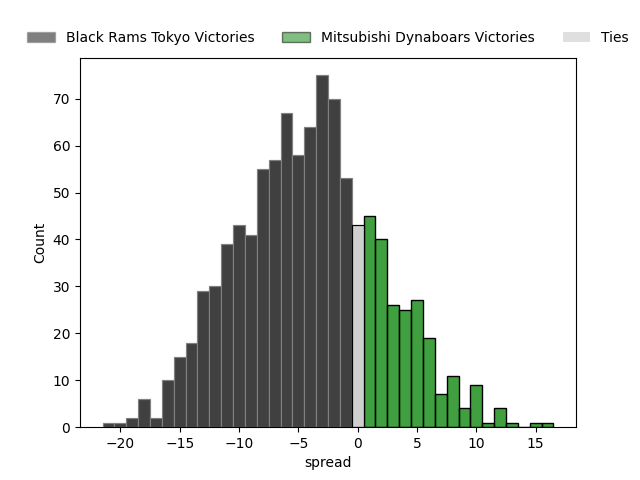 Black Rams Tokyo Victories Mitsubishi Dynaboars Victories Ties
70
60
50
40
30
20
10
0
Count
−20 −15 −10 −5 0 5 10 15
spread